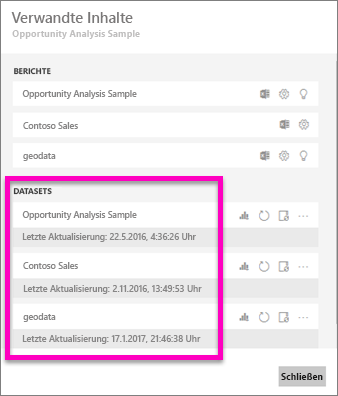 Verwandte Inhalte
Opportunity Analysis Sample
BERICHTE
Opportunity Analysis Sample
Contoso Sales
geodata
DATASETS
Opportunity Analysis Sample
Letzte Aktualisierung: 22.5.2016, 4:36:26 Uhr
Contoso Sales
Letzte Aktualisierung: 2.11.2016, 13:49:53 Uhr
geodata
Letzte Aktualisierung: 17.1.2017, 21:46:38 Uhr
Schließen